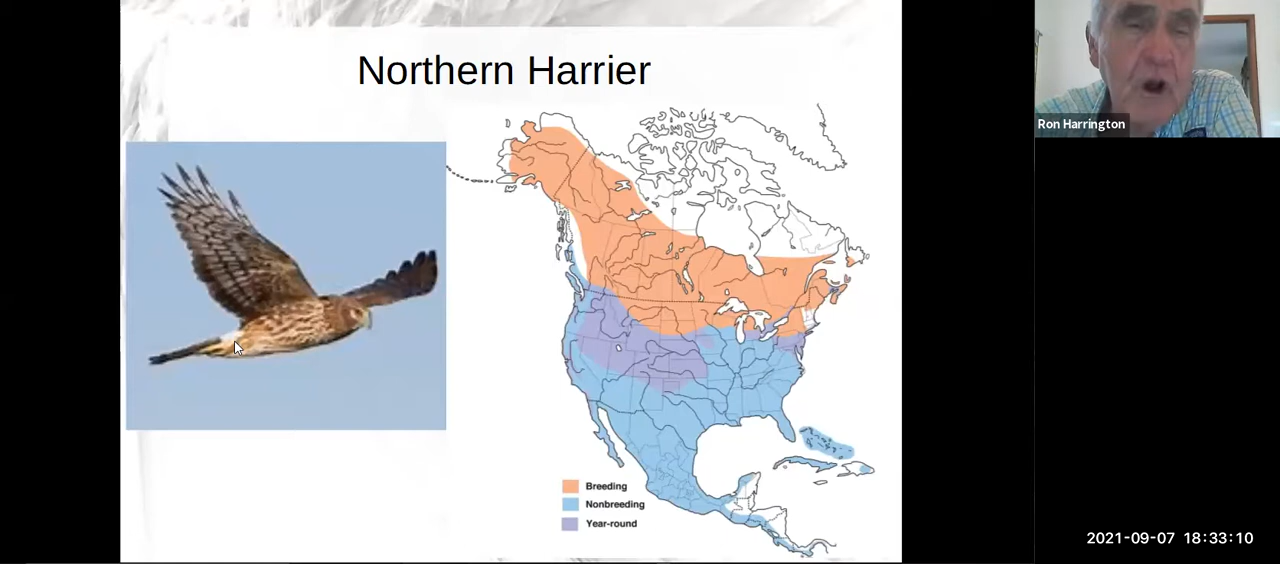 Northern Harrier
Ron Harrington
Breeding
Nonbreeding
Year-round
2021-09-07 18:33:10